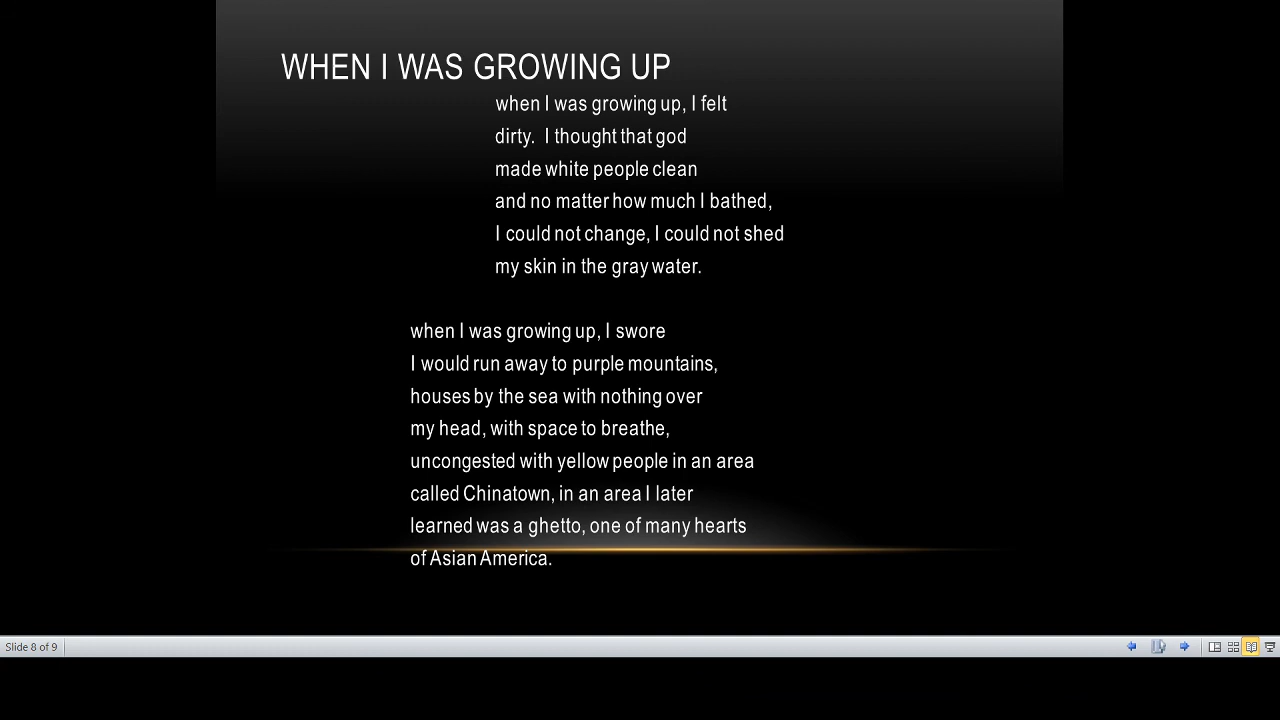 WHEN I WAS GROWING UP
when I was growing up, I felt
dirty.  I thought that god
made white people clean
and no matter how much I bathed,
I could not change, I could not shed
my skin in the gray water.
when I was growing up, I swore
I would run away to purple mountains,
houses by the sea with nothing over
my head, with space to breathe,
uncongested with yellow people in an area
called Chinatown, in an area I later
learned was a ghetto, one of many hearts
of Asian America.
Slide 8 of 9